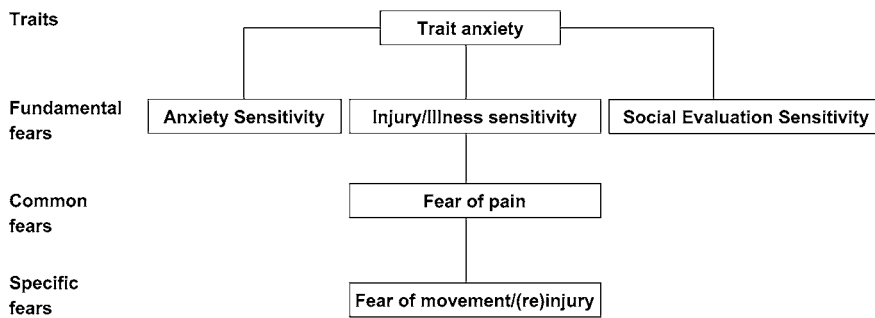 Traits
Trait anxiety
Fundamental
fears
Anxiety Sensitivity
Injury/Illness sensitivity
Social Evaluation Sensitivity
Common
fears
Fear of pain
Specific
fears
Fear of movement/(re)injury